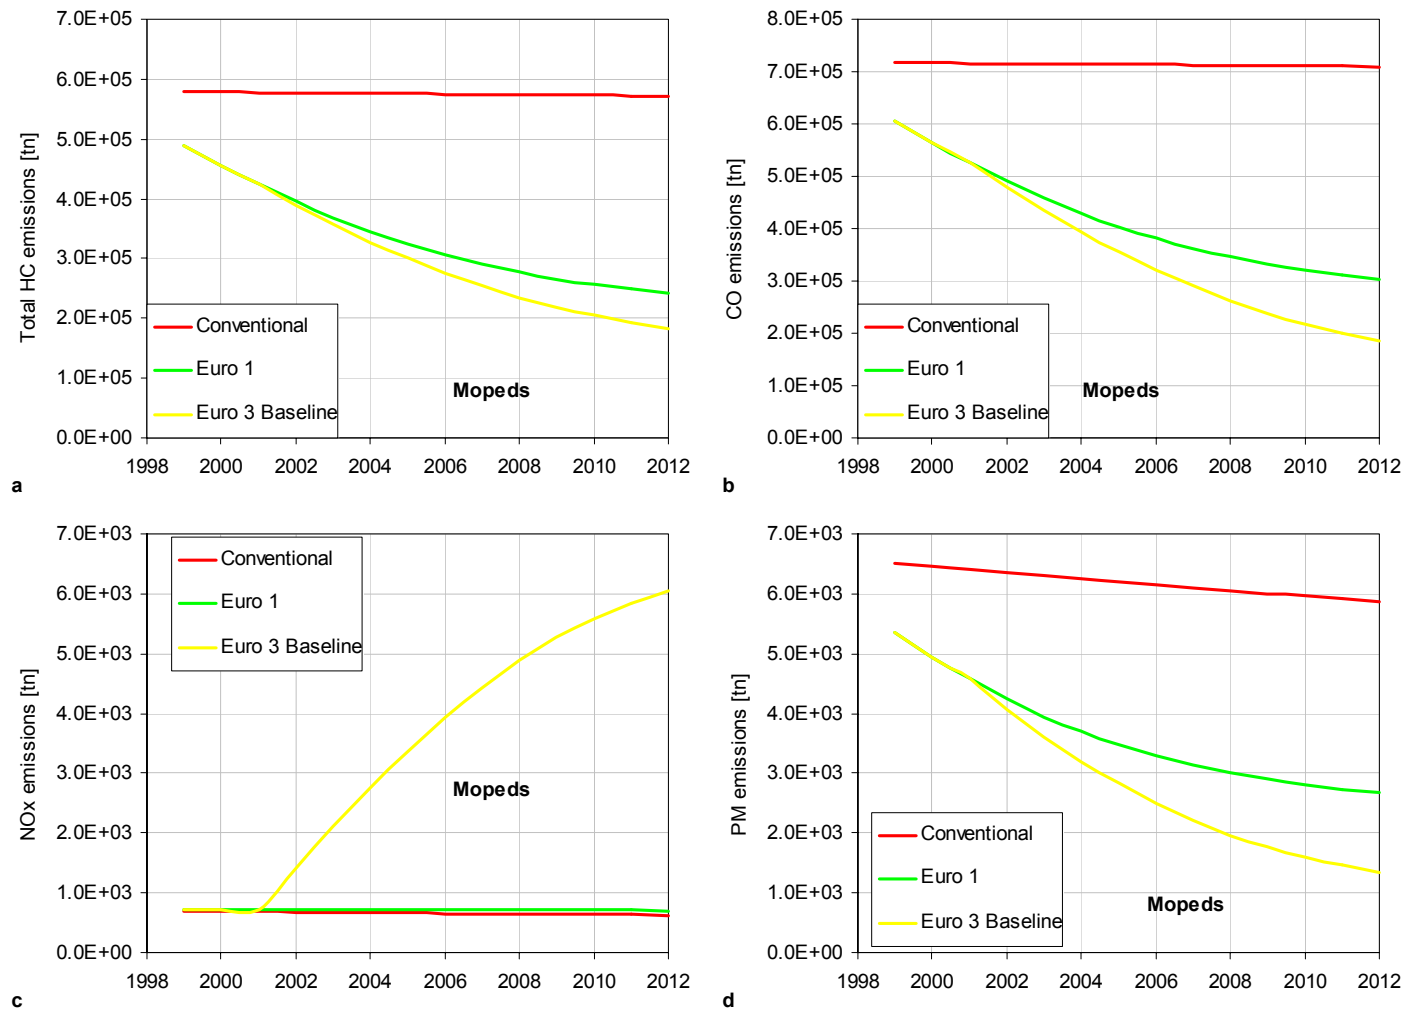 7.0E+05
6.0E+05
5.0E+05
4.0E+05
3.0E+05
2.0E+05
1.0E+05
0.0E+00
Total HC emissions [tn]
Conventional
Euro 1
Euro 3 Baseline
Mopeds
1998 2000 2002 2004 2006 2008 2010 2012
a
8.0E+05
7.0E+05
6.0E+05
5.0E+05
4.0E+05
3.0E+05
2.0E+05
1.0E+05
0.0E+00
CO emissions [tn]
Conventional
Euro 1
Euro 3 Baseline
Mopeds
1998 2000 2002 2004 2006 2008 2010 2012
b
7.0E+03
6.0E+03
5.0E+03
4.0E+03
3.0E+03
2.0E+03
1.0E+03
0.0E+00
NOx emissions [tn]
Conventional
Euro 1
Euro 3 Baseline
Mopeds
1998 2000 2002 2004 2006 2008 2010 2012
c
7.0E+03
6.0E+03
5.0E+03
4.0E+03
3.0E+03
2.0E+03
1.0E+03
0.0E+00
PM emissions [tn]
Conventional
Euro 1
Euro 3 Baseline
Mopeds
1998 2000 2002 2004 2006 2008 2010 2012
d